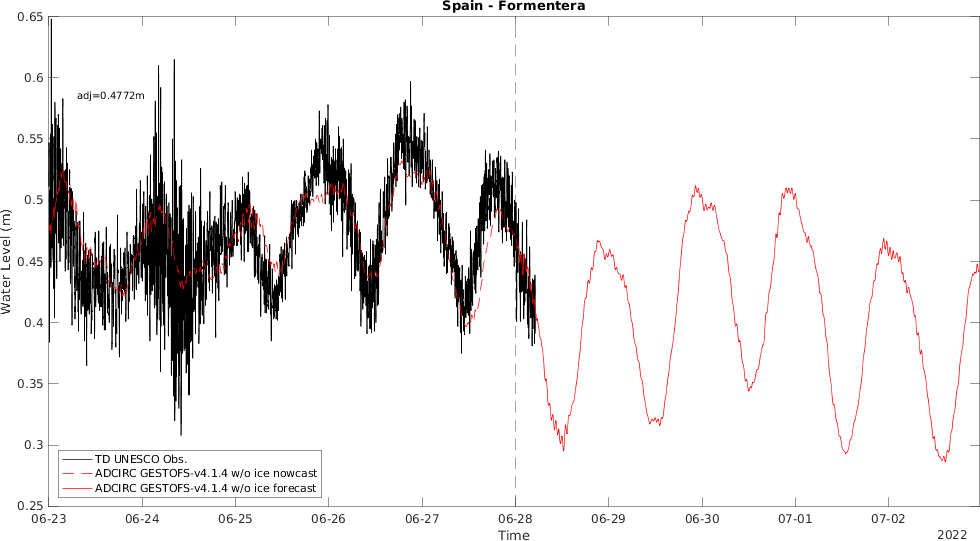 Spain - Formentera
0.65
0.6
adj=0.4772m
0.55
0.5
0.45
0.4
0.35
0.3
0.25
Water Level (m)
TD UNESCO Obs.
ADCIRC GESTOFS-v4.1.4 w/o ice nowcast
ADCIRC GESTOFS-v4.1.4 w/o ice forecast
06-23 06-24 06-25 06-26 06-27 06-28 06-29 06-30 07-01 07-02
Time
2022